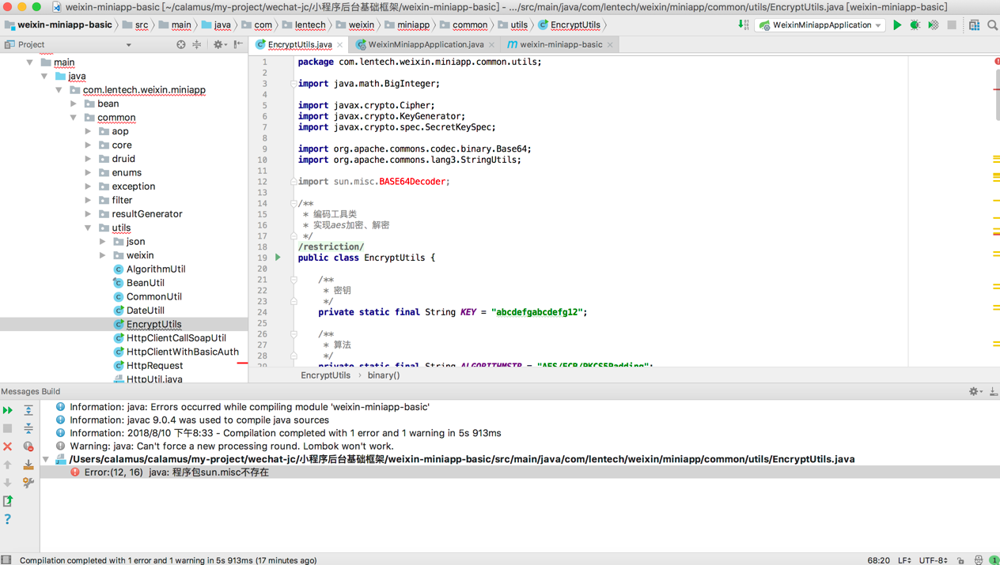 weixin-miniapp-basic [~/calamus/my-project/wechat-jc/小程序后台基础框架/weixin-miniapp-basic] - .../src/main/java/com/lentech/weixin/miniapp/common/utils/EncryptUtils.java [weixin-miniapp-basic]
weixin-miniapp-basic src main java com lentech weixin miniapp common utils EncryptUtils WeixinMiniappApplication
Project
EncryptUtils.java WeixinMiniappApplication.java weixin-miniapp-basic
main
java
com.lentech.weixin.miniapp
bean
common
aop
core
druid
enums
exception
filter
resultGenerator
utils
json
weixin
AlgorithmUtil
BeanUtil
CommonUtil
DateUtill
EncryptUtils
HttpClientCallSoapUtil
HttpClientWithBasicAuth
HttpRequest
HttpUtil.java
1 package com.lentech.weixin.miniapp.common.utils;
2
3 import java.math.BigInteger;
4
5 import javax.crypto.Cipher;
6 import javax.crypto.KeyGenerator;
7 import javax.crypto.spec.SecretKeySpec;
8
9 import org.apache.commons.codec.binary.Base64;
10 import org.apache.commons.lang3.StringUtils;
11
12 import sun.misc.BASE64Decoder;
13
14 /**
15 * 编码工具类
16 * 实现aes加密、解密
17 */
18 /restriction/
19 public class EncryptUtils {
20
21 /**
22 * 密钥
23 */
24 private static final String KEY = "abcdefgabcdefg12";
25
26 /**
27 * 算法
28 */
29 private static final String ALGORITHMSTR = "AES/ECB/PKCS5Padding";
EncryptUtils › binary()
Messages Build
Information: java: Errors occurred while compiling module 'weixin-miniapp-basic'
Information: javac 9.0.4 was used to compile java sources
Information: 2018/8/10 下午8:33 - Compilation completed with 1 error and 1 warning in 5s 913ms
Warning: java: Can't force a new processing round. Lombok won't work.
/Users/calamus/calamus/my-project/wechat-jc/小程序后台基础框架/weixin-miniapp-basic/src/main/java/com/lentech/weixin/miniapp/common/utils/EncryptUtils.java
Error:(12, 16) java: 程序包sun.misc不存在
Compilation completed with 1 error and 1 warning in 5s 913ms (17 minutes ago) 68:20 LF UTF-8 1